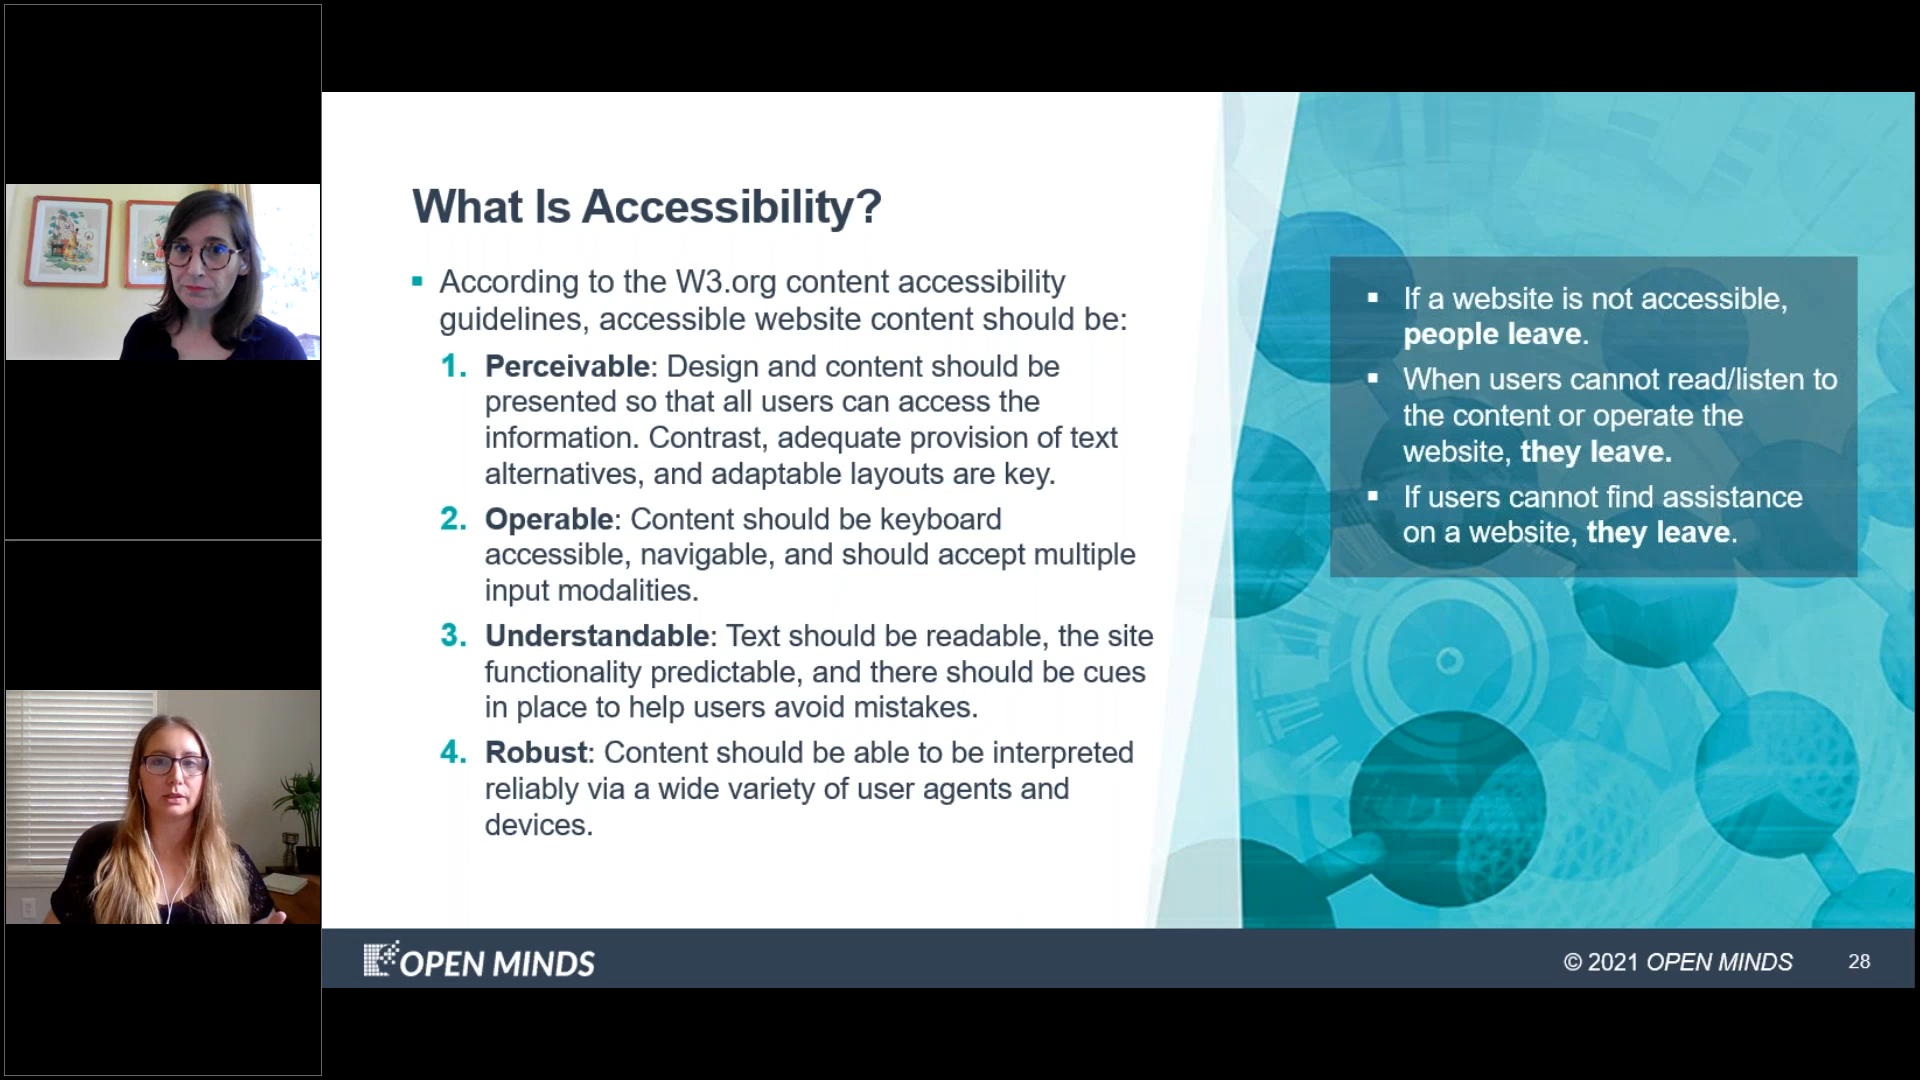 What Is Accessibility?
▪ According to the W3.org content accessibility
guidelines, accessible website content should be:
1. Perceivable: Design and content should be
presented so that all users can access the
information. Contrast, adequate provision of text
alternatives, and adaptable layouts are key.
2. Operable: Content should be keyboard
accessible, navigable, and should accept multiple
input modalities.
3. Understandable: Text should be readable, the site
functionality predictable, and there should be cues
in place to help users avoid mistakes.
4. Robust: Content should be able to be interpreted
reliably via a wide variety of user agents and
devices.
▪ If a website is not accessible,
people leave.
▪ When users cannot read/listen to
the content or operate the
website, they leave.
▪ If users cannot find assistance
on a website, they leave.
OPEN MINDS
© 2021 OPEN MINDS
28